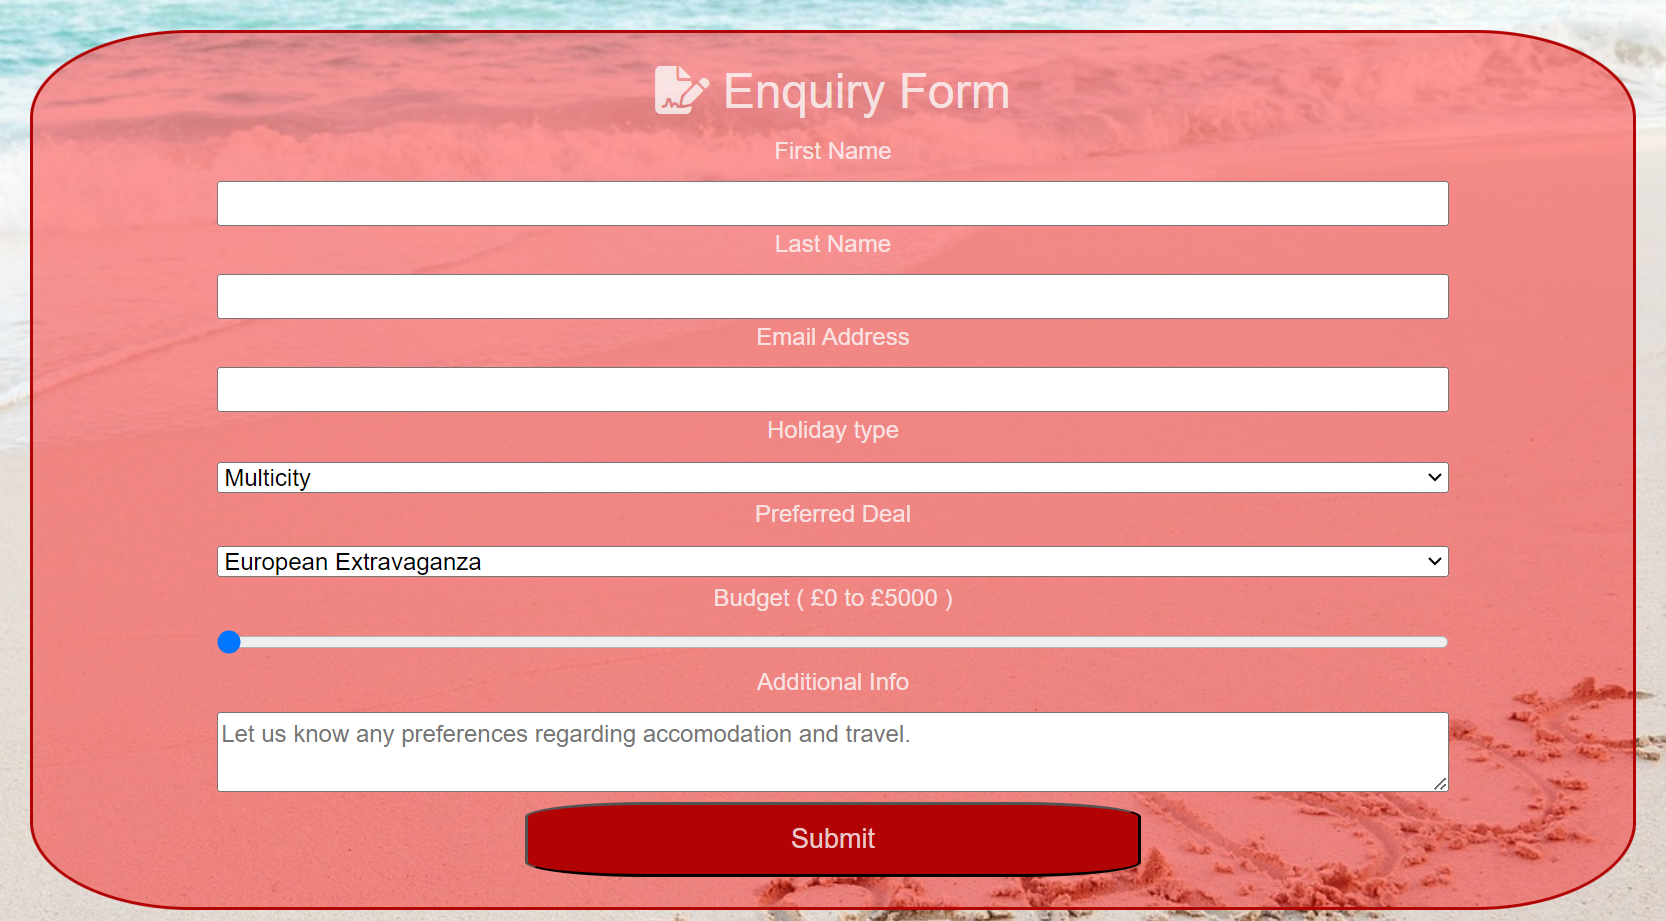 Enquiry Form
First Name
Last Name
Email Address
Holiday type
Multicity
Preferred Deal
European Extravaganza
Budget ( £0 to £5000 )
Additional Info
Let us know any preferences regarding accomodation and travel.
Submit